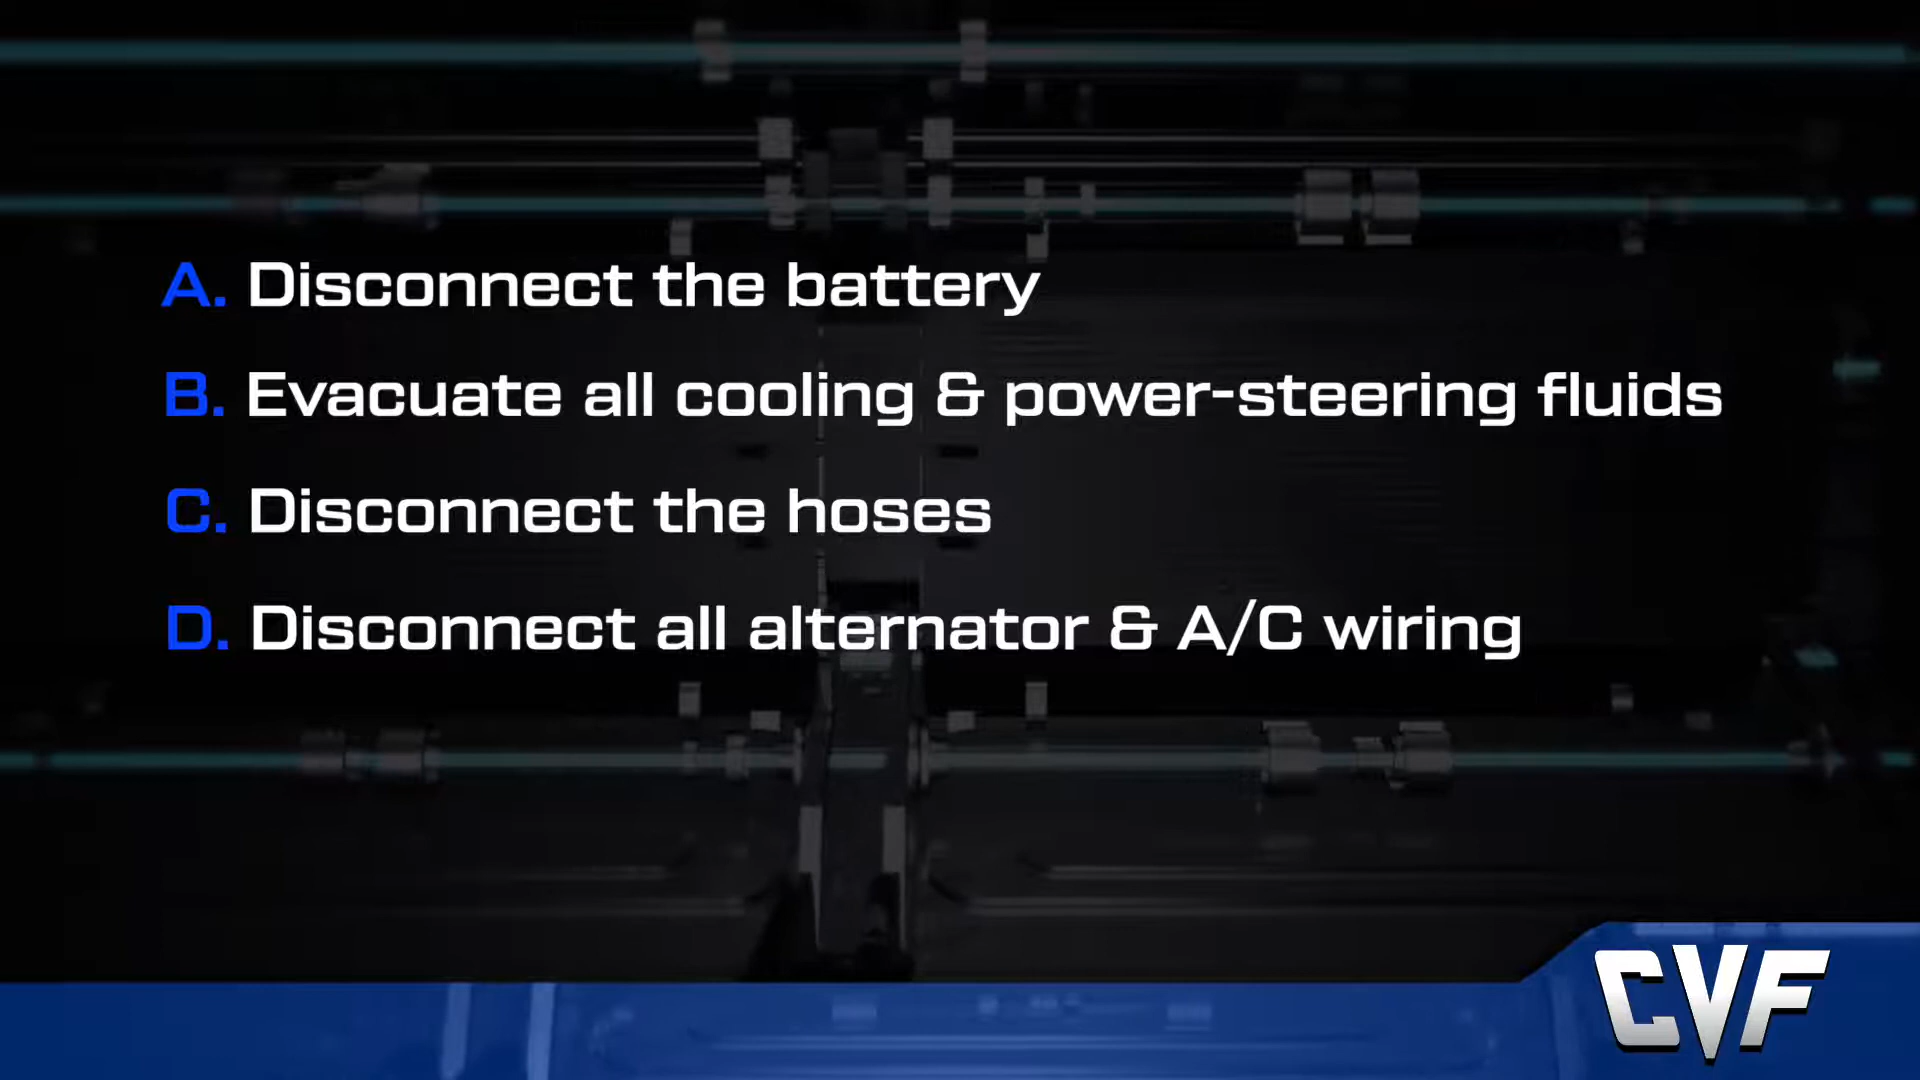 A. Disconnect the battery
B. Evacuate all cooling & power-steering fluids
C. Disconnect the hoses
D. Disconnect all alternator & A/C wiring
CVF